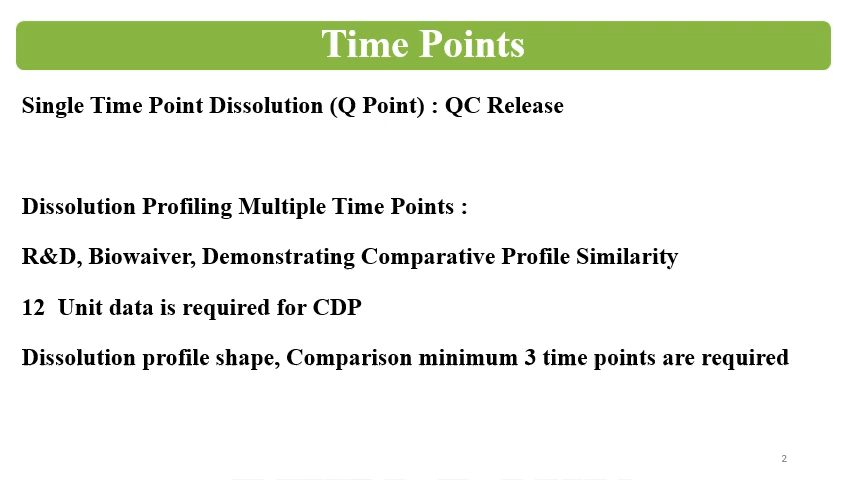 Time Points
Single Time Point Dissolution (Q Point) : QC Release
Dissolution Profiling Multiple Time Points :
R&D, Biowaiver, Demonstrating Comparative Profile Similarity
12 Unit data is required for CDP
Dissolution profile shape, Comparison minimum 3 time points are required
2